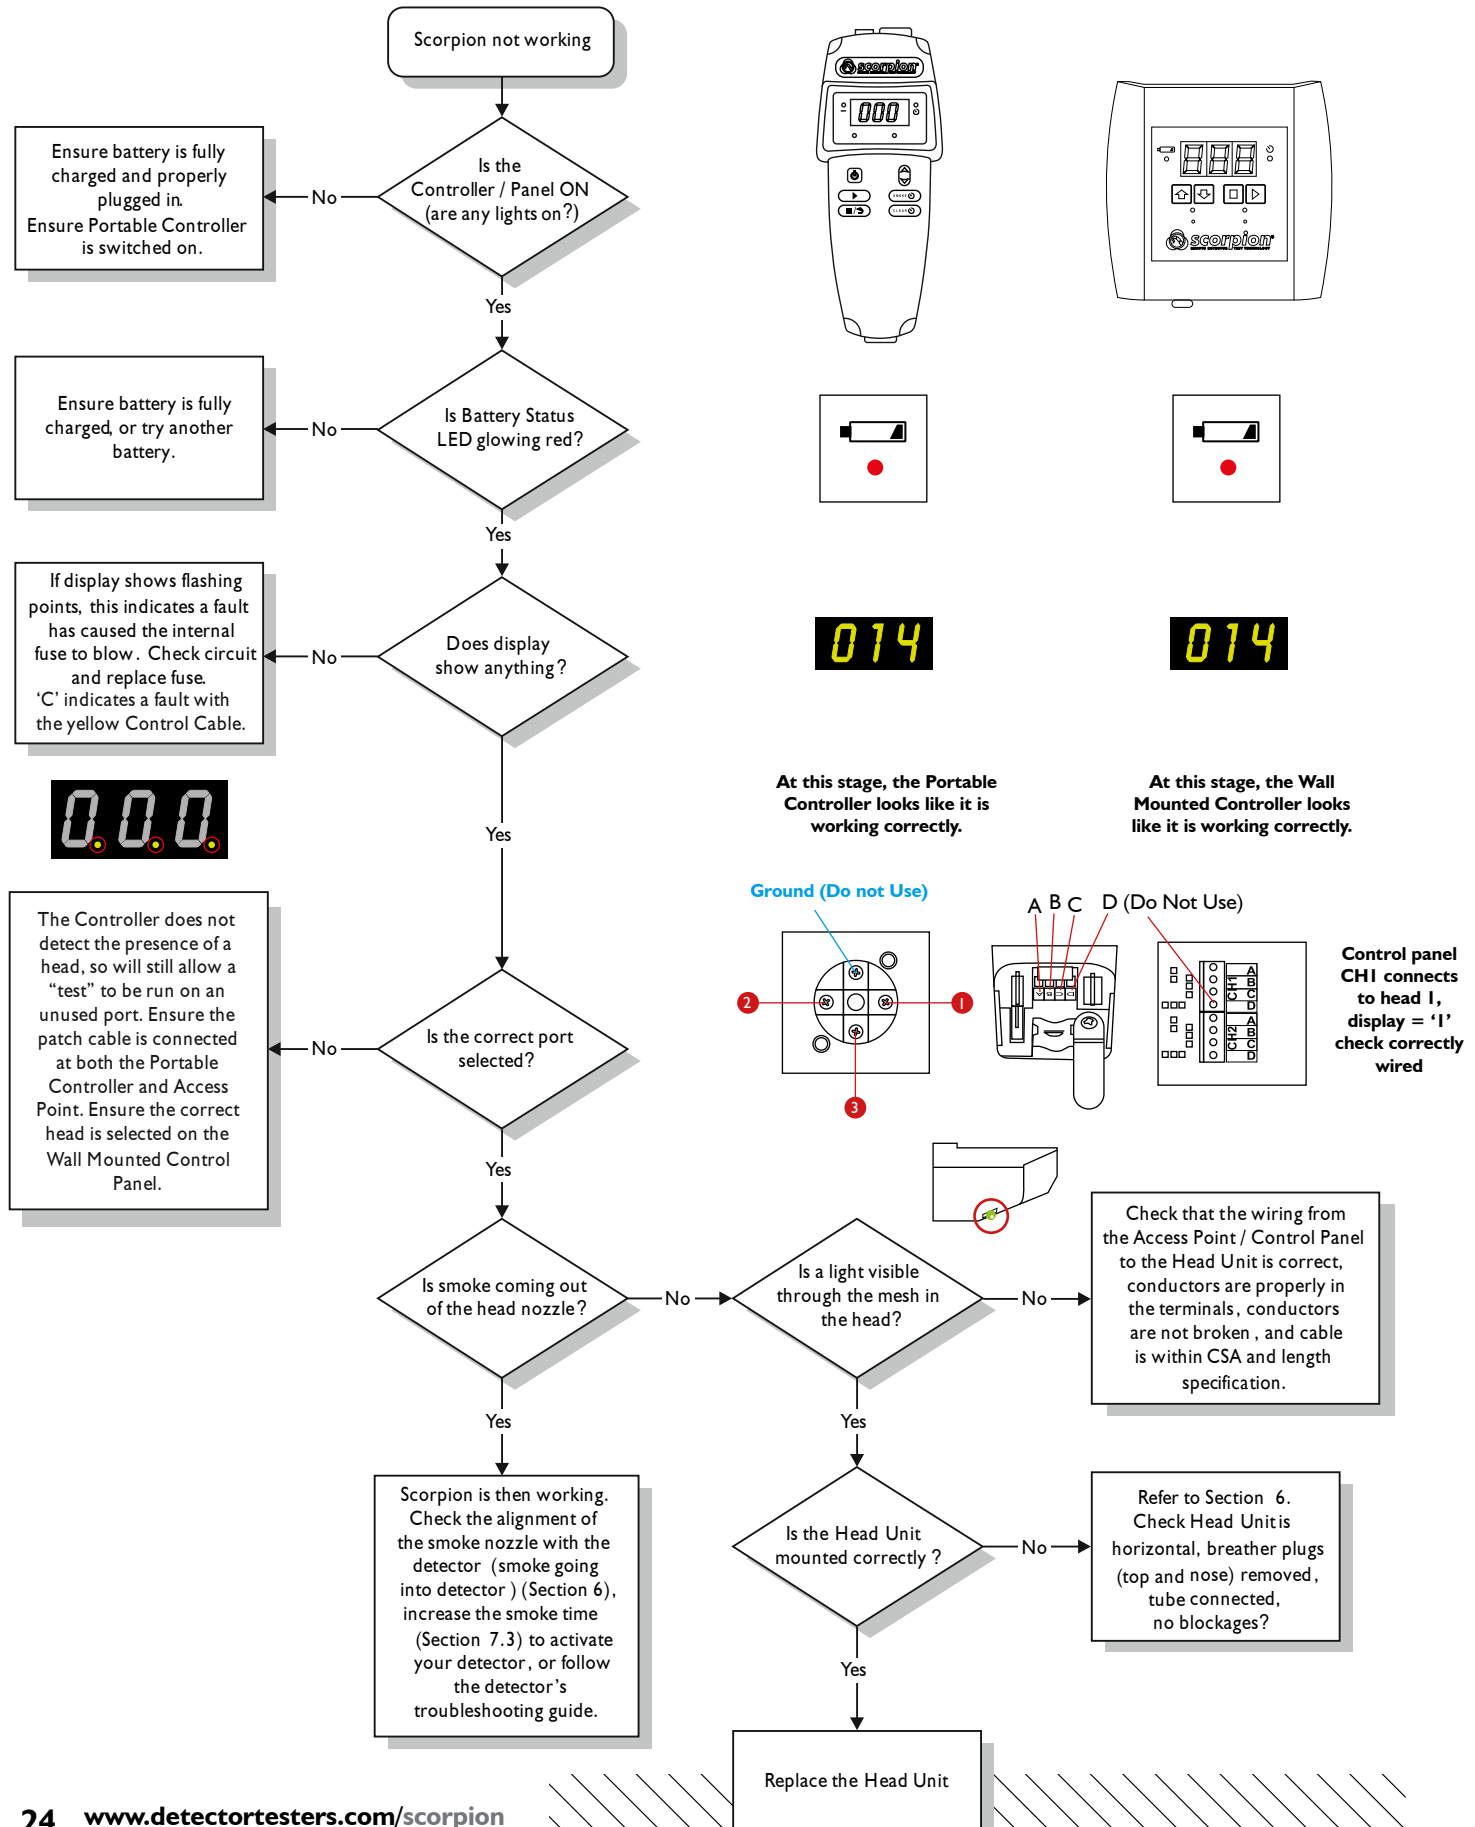 Scorpion not working
Is the
Controller / Panel ON
(are any lights on?)
No
Ensure battery is fully
charged and properly
plugged in.
Ensure Portable Controller
is switched on.
Yes
scorpion
000
888
scorpion
Is Battery Status
LED glowing red?
No
Ensure battery is fully
charged, or try another
battery.
Yes
Does display
show anything?
No
If display shows flashing
points, this indicates a fault
has caused the internal
fuse to blow. Check circuit
and replace fuse.
‘C’ indicates a fault with
the yellow Control Cable.
014
014
0.0.0.
Yes
At this stage, the Portable
Controller looks like it is
working correctly.
At this stage, the Wall
Mounted Controller looks
like it is working correctly.
Is the correct port
selected?
No
The Controller does not
detect the presence of a
head, so will still allow a
“test” to be run on an
unused port. Ensure the
patch cable is connected
at both the Portable
Controller and Access
Point. Ensure the correct
head is selected on the
Wall Mounted Control
Panel.
Ground (Do not Use)
2
1
3
A B C D (Do Not Use)
CH1
A
B
C
D
CH2
A
B
C
D
Control panel
CH1 connects
to head 1,
display = ‘1’
check correctly
wired
Yes
Is smoke coming out
of the head nozzle?
No
Is a light visible
through the mesh in
the head?
No
Check that the wiring from
the Access Point / Control Panel
to the Head Unit is correct,
conductors are properly in
the terminals, conductors
are not broken, and cable
is within CSA and length
specification.
Yes
Scorpion is then working.
Check the alignment of
the smoke nozzle with the
detector (smoke going
into detector) (Section 6),
increase the smoke time
(Section 7.3) to activate
your detector, or follow
the detector’s
troubleshooting guide.
Yes
Is the Head Unit
mounted correctly?
No
Refer to Section 6.
Check Head Unit is
horizontal, breather plugs
(top and nose) removed,
tube connected,
no blockages?
Yes
Replace the Head Unit
24 www.detectortesters.com/scorpion